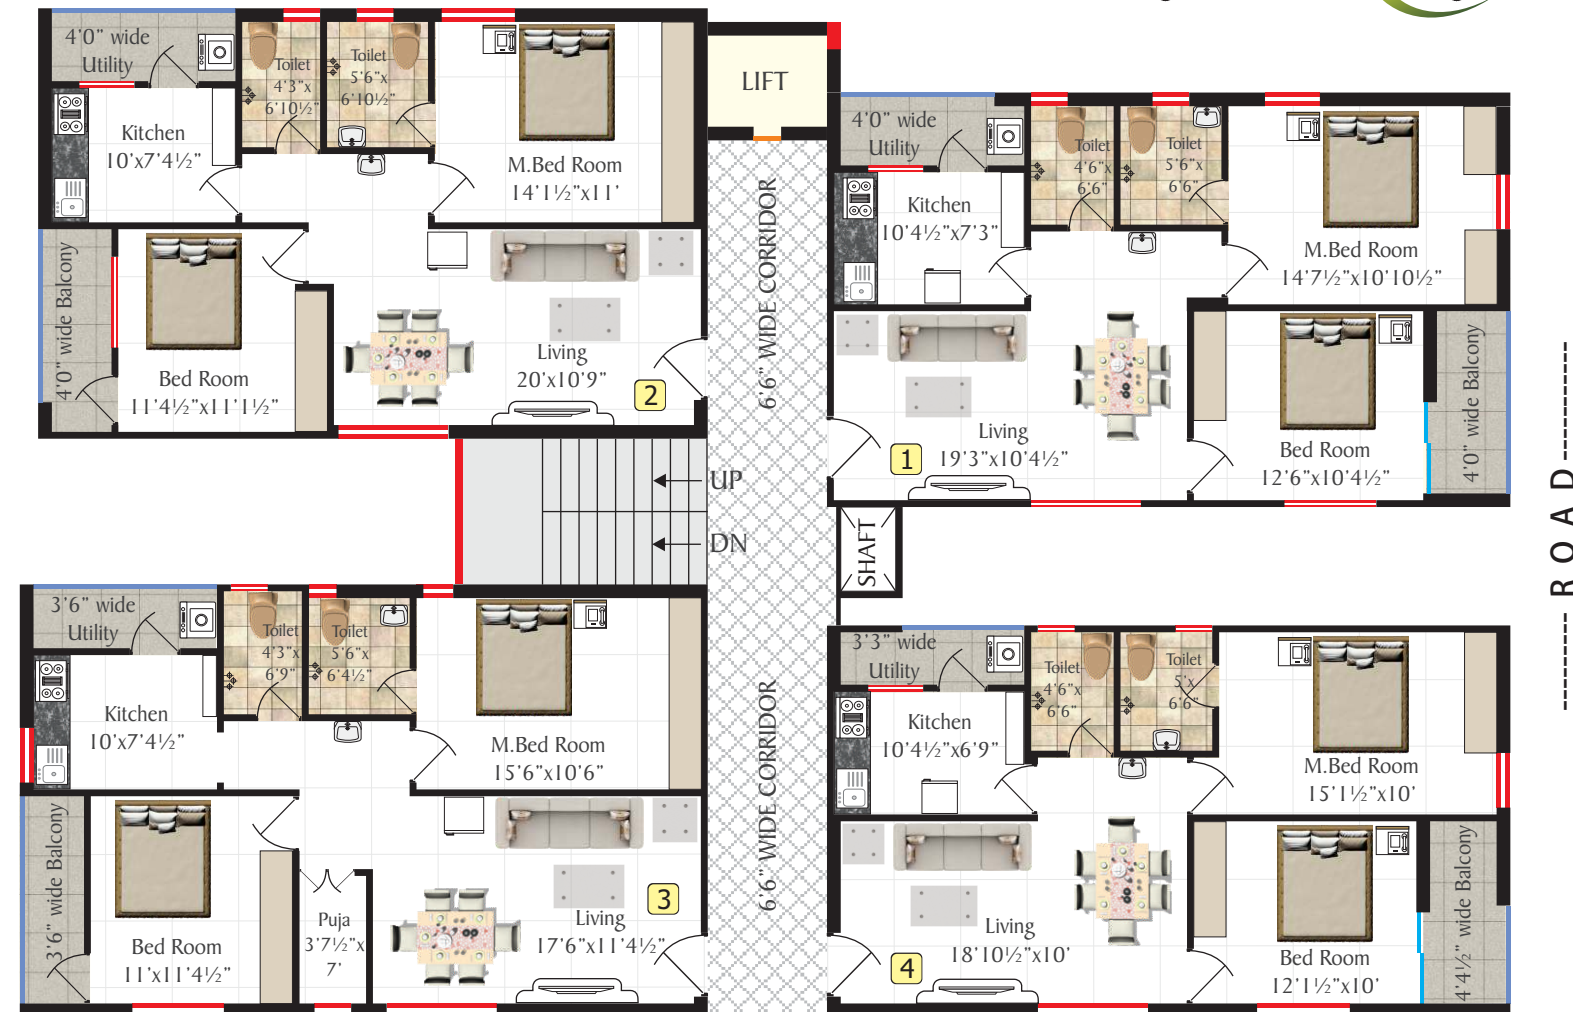 4'0" wide
Utility
Toilet
4'3"x
6'10½"
Toilet
5'6"x
6'10½"
Kitchen
10'x7'4½"
M.Bed Room
14'1½"x11'
4'0" wide Balcony
Bed Room
11'4½"x11'1½"
Living
20'x10'9"
2
LIFT
6'6" WIDE CORRIDOR
4'0" wide
Utility
Toilet
4'6"x
6'6"
Toilet
5'6"x
6'6"
Kitchen
10'4½"x7'3"
M.Bed Room
14'7½"x10'10½"
Living
19'3"x10'4½"
1
Bed Room
12'6"x10'4½"
4'0" wide Balcony
UP
DN
SHAFT
ROAD
3'6" wide
Utility
Toilet
4'3"x
6'9"
Toilet
5'6"x
6'4½"
Kitchen
10'x7'4½"
M.Bed Room
15'6"x10'6"
3'6" wide Balcony
Bed Room
11'x11'4½"
Puja
3'7½"x
7'
Living
17'6"x11'4½"
3
6'6" WIDE CORRIDOR
3'3" wide
Utility
Toilet
4'6"x
6'6"
Toilet
5'x
6'6"
Kitchen
10'4½"x6'9"
M.Bed Room
15'1½"x10'
Living
18'10½"x10'
4
Bed Room
12'1½"x10'
4'4½" wide Balcony